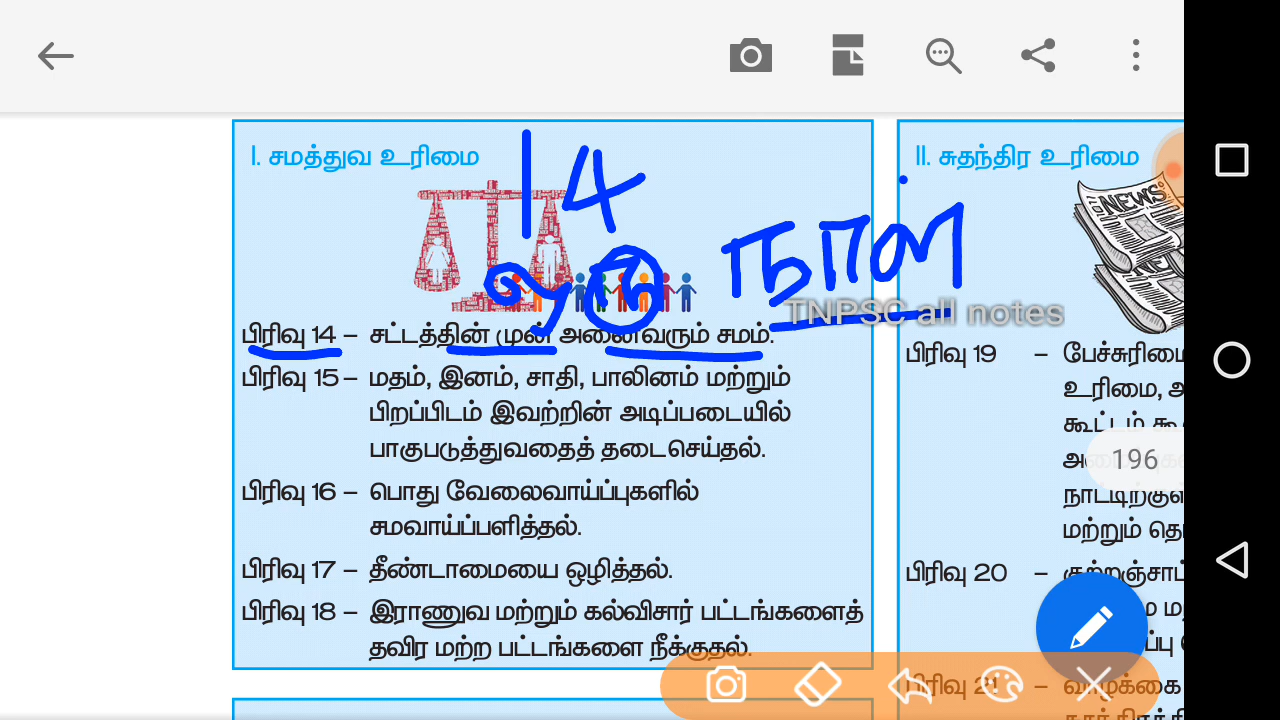 I. சமத்துவ உரிமை
14
ஒரு நாள்
பிரிவு 14 – சட்டத்தின் முன் அனைவரும் சமம்.
பிரிவு 15 – மதம், இனம், சாதி, பாலினம் மற்றும்
பிறப்பிடம் இவற்றின் அடிப்படையில்
பாகுபடுத்துவதைத் தடைசெய்தல்.
பிரிவு 16 – பொது வேலைவாய்ப்புகளில்
சமவாய்ப்பளித்தல்.
பிரிவு 17 – தீண்டாமையை ஒழித்தல்.
பிரிவு 18 – இராணுவ மற்றும் கல்விசார் பட்டங்களைத்
தவிர மற்ற பட்டங்களை நீக்குதல்.
II. சுதந்திர உரிமை
NEWS
TNPSC all notes
பிரிவு 19 –
உரிமை,
கூட்டம்
196
நாட்டிற்குள்
மற்றும்
பிரிவு 20 –
பிரிவு 21 – வாழ்க்கை